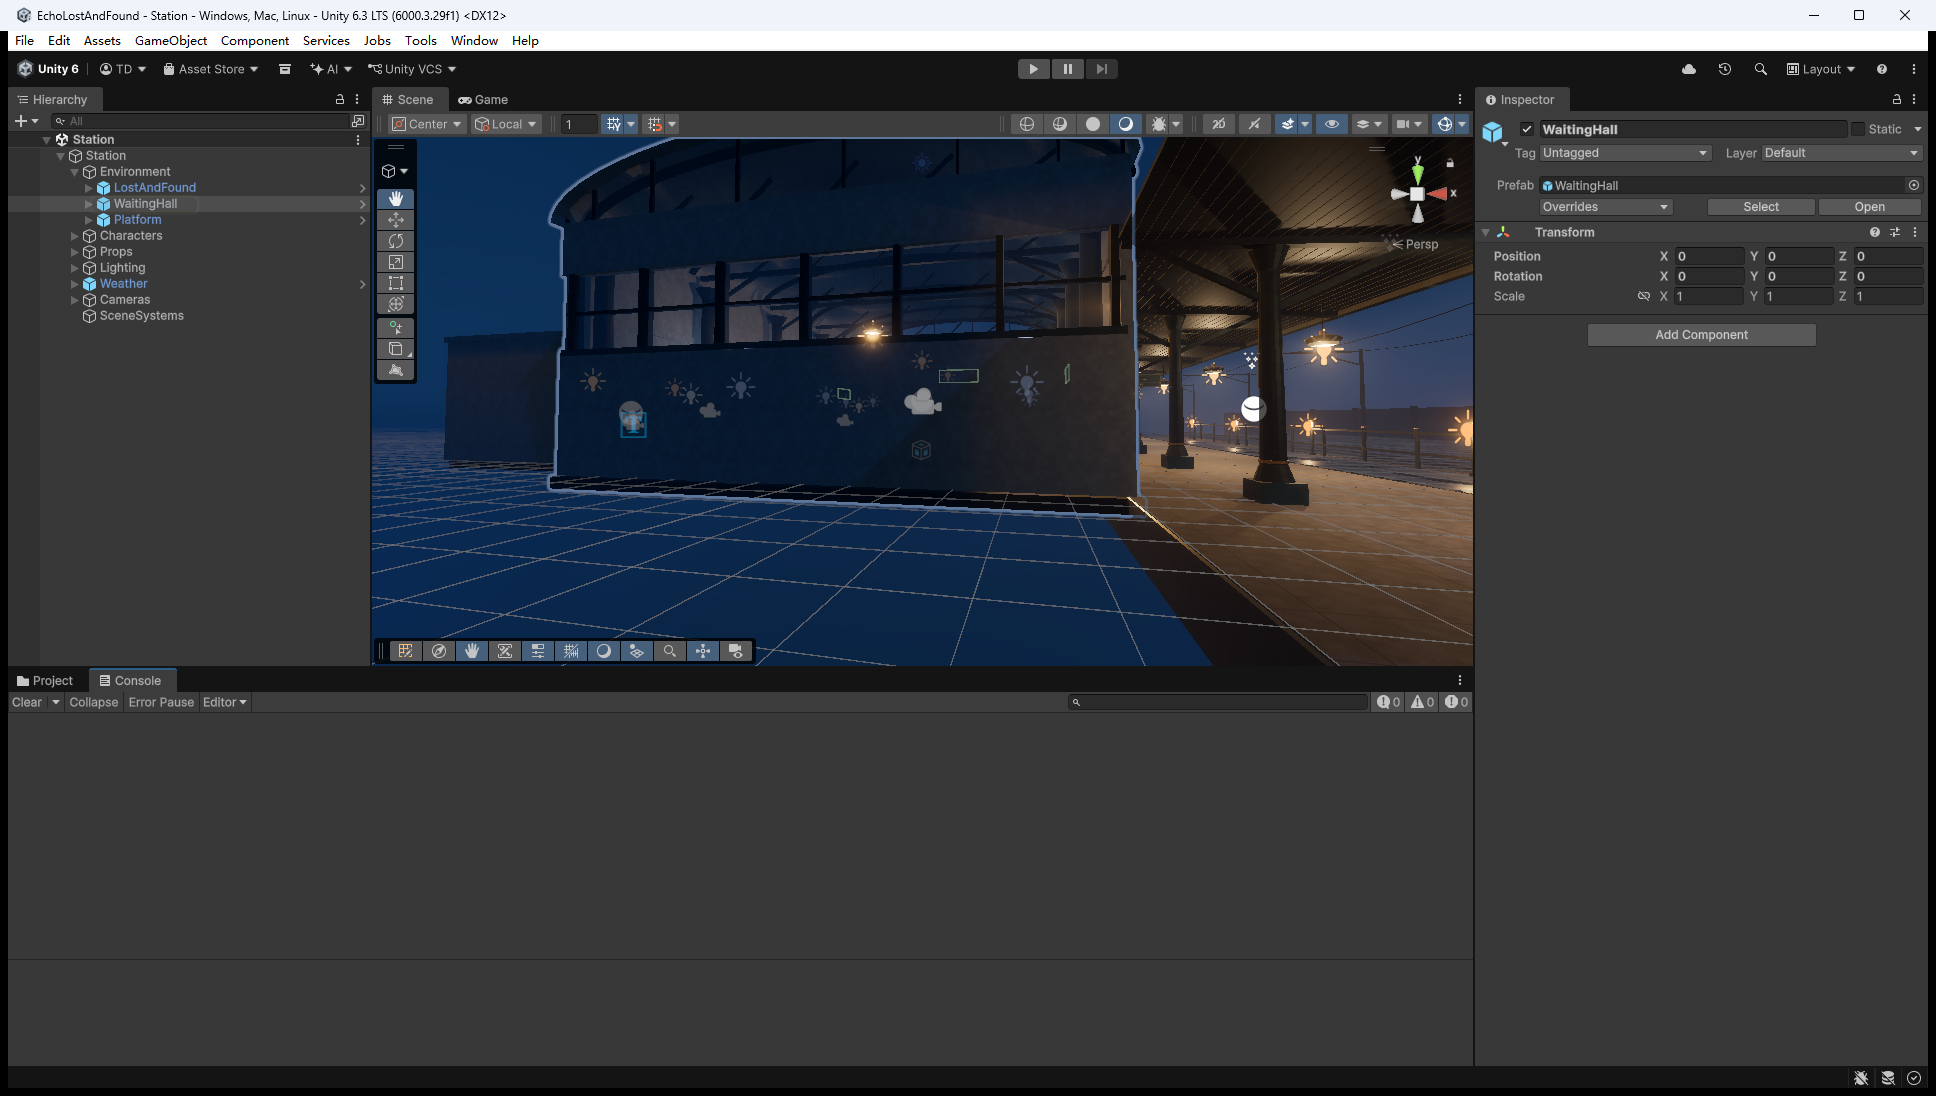 EchoLostAndFound - Station - Windows, Mac, Linux - Unity 6.3 LTS (6000.3.29f1) <DX12>
File Edit Assets GameObject Component Services Jobs Tools Window Help
Unity 6 TD Asset Store AI Unity VCS Layout
Hierarchy
Scene Game
Inspector
All
Center Local 1
2D
Station
Station
Environment
LostAndFound
WaitingHall
Platform
Characters
Props
Lighting
Weather
Cameras
SceneSystems
y
x
Persp
WaitingHall Static
Tag Untagged Layer Default
Prefab WaitingHall
Overrides Select Open
Transform
Position X 0 Y 0 Z 0
Rotation X 0 Y 0 Z 0
Scale X 1 Y 1 Z 1
Add Component
Project Console
Clear Collapse Error Pause Editor 0 0 0